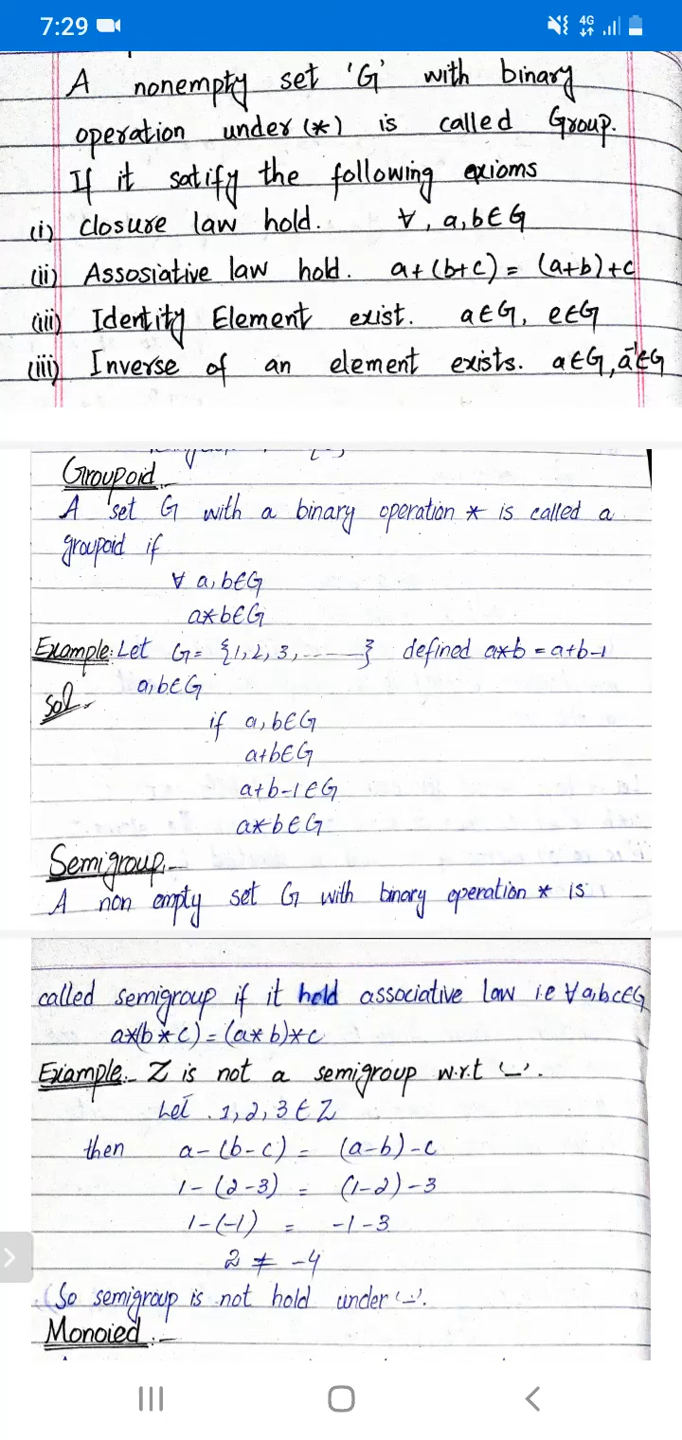 7:29
4G
A nonempty set 'G' with binary
operation under (*) is called Group.
If it satify the following exioms
(i) closure law hold. ∀, a,b∈G
(ii) Assosiative law hold. a+(b+c) = (a+b)+c
(iii) Identity Element exist. a∈G, e∈G
(iii) Inverse of an element exists. a∈G, a⁻∈G
Groupoid
A set G with a binary operation * is called a
groupoid if
∀ a,b∈G
a*b∈G
Example: Let G= {1,2,3,------} defined a*b = a+b-1
a,b∈G
Sol.
if a,b∈G
a+b∈G
a+b-1∈G
a*b∈G
Semigroup.-
A non empty set G with binary operation * is
called semigroup if it hold associative law i.e ∀a,b,c∈G
a*(b*c)=(a*b)*c
Example.- Z is not a semigroup w.r.t '-'.
Let 1,2,3 ∈ Z
then a-(b-c) = (a-b)-c
1-(2-3) = (1-2)-3
1-(-1) = -1-3
2 ≠ -4
(So semigroup is not hold under '-'.
Monoied :-